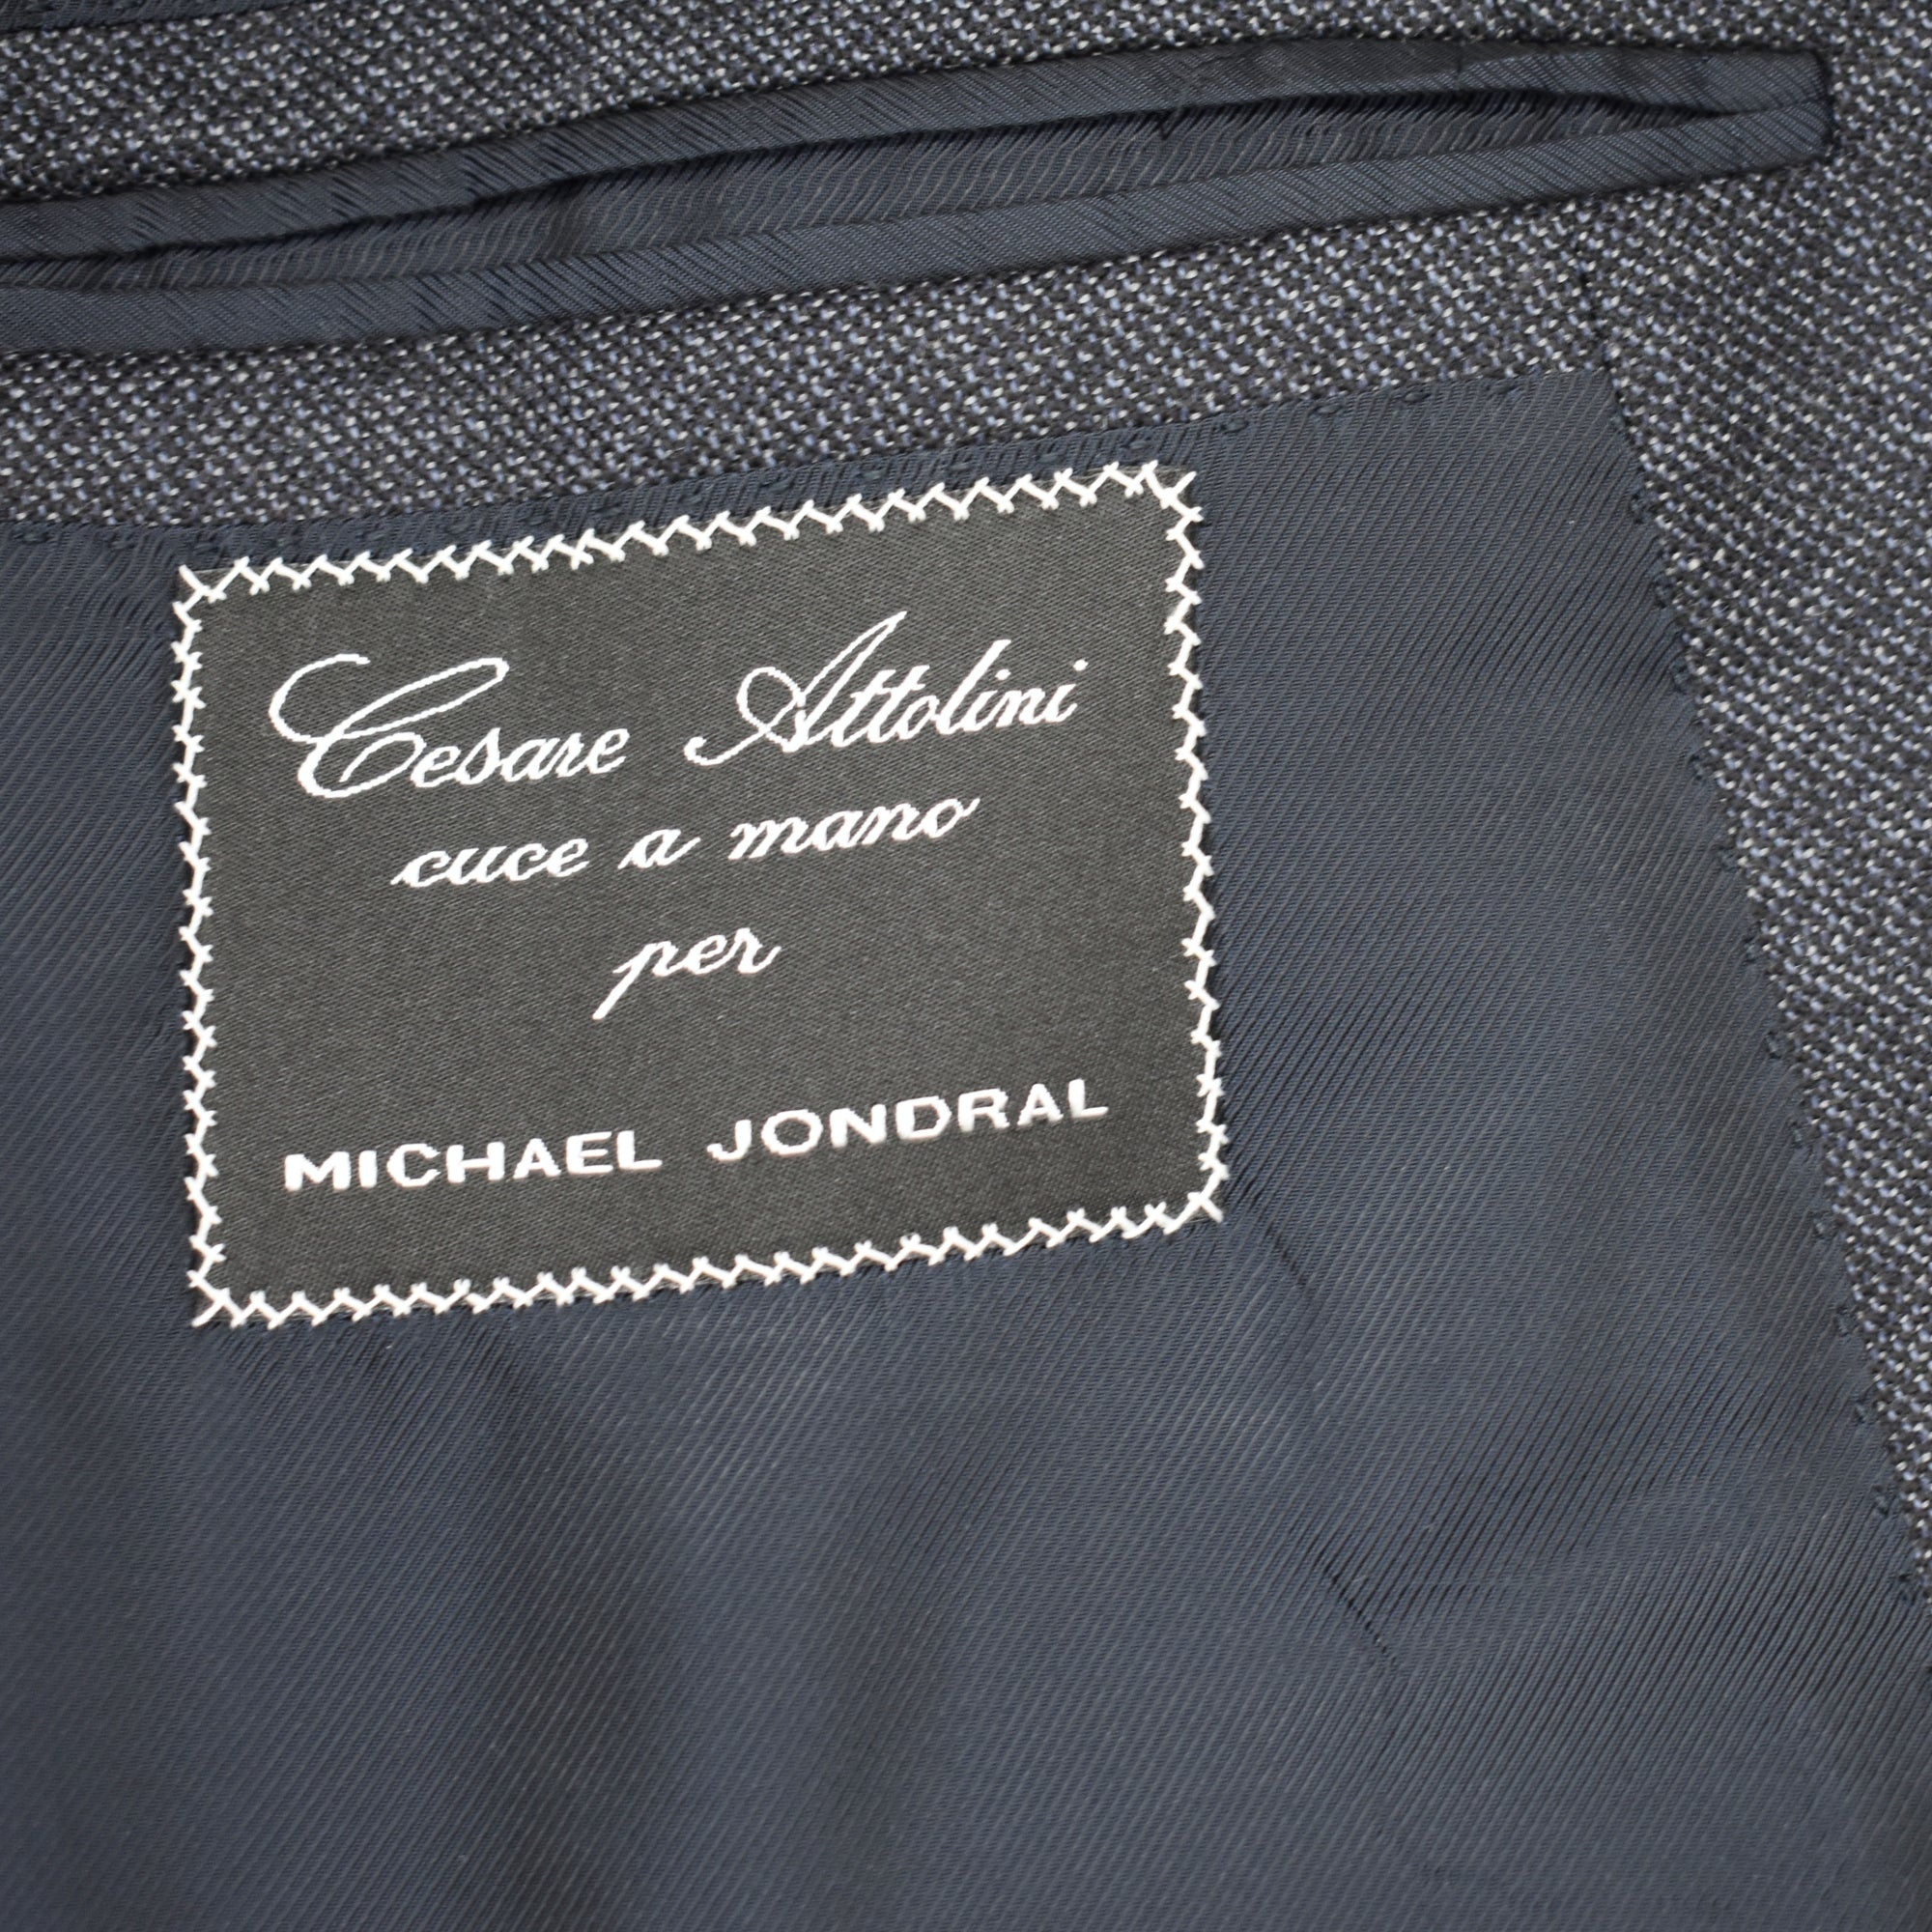 Cesare Attolini
cuce a mano
per
MICHAEL JONDRAL